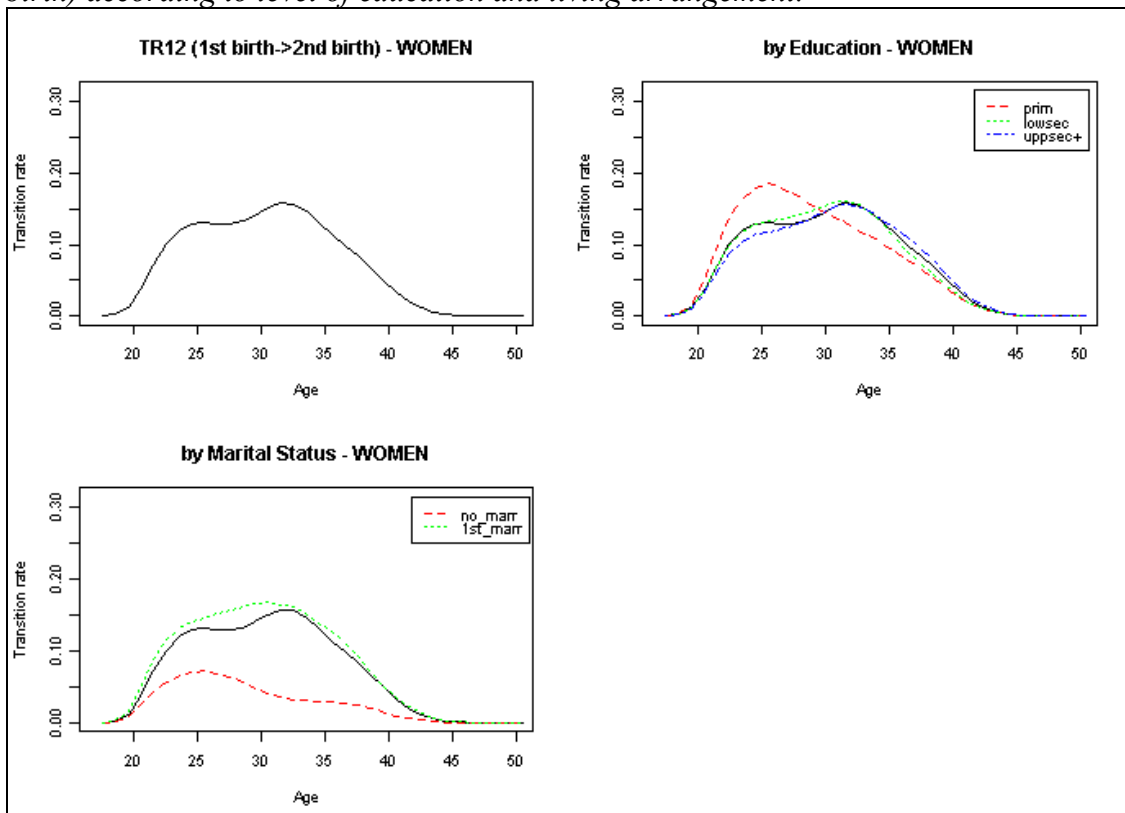 birth) according to level of education and living arrangement.
TR12 (1st birth->2nd birth) - WOMEN
Transition rate
0.30
0.20
0.10
0.00
20 25 30 35 40 45 50
Age
by Education - WOMEN
Transition rate
0.30
0.20
0.10
0.00
prim
lowsec
uppsec+
20 25 30 35 40 45 50
Age
by Marital Status - WOMEN
Transition rate
0.30
0.20
0.10
0.00
no_marr
1st_marr
20 25 30 35 40 45 50
Age